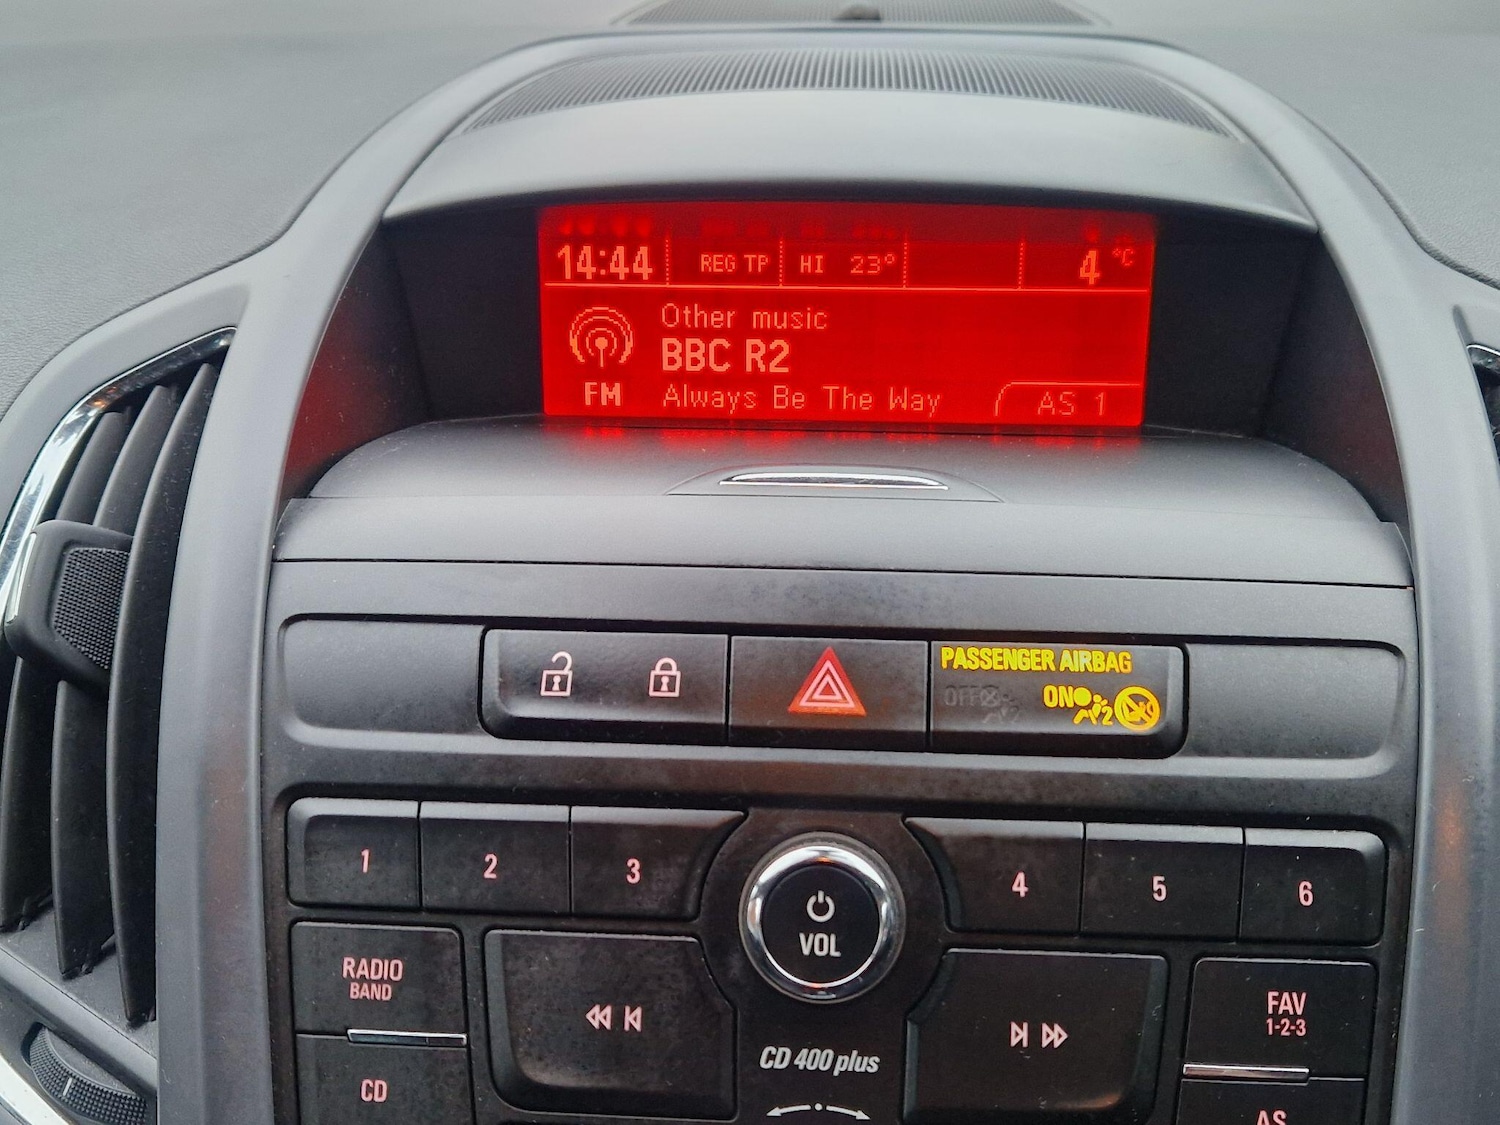 14:44 REG TP HI 23° 4 °C
Other music
BBC R2
FM Always Be The Way AS 1
PASSENGER AIRBAG
OFF ON 2
1 2 3 4 5 6
VOL
RADIO
BAND
FAV
1-2-3
CD 400 plus
CD
AS